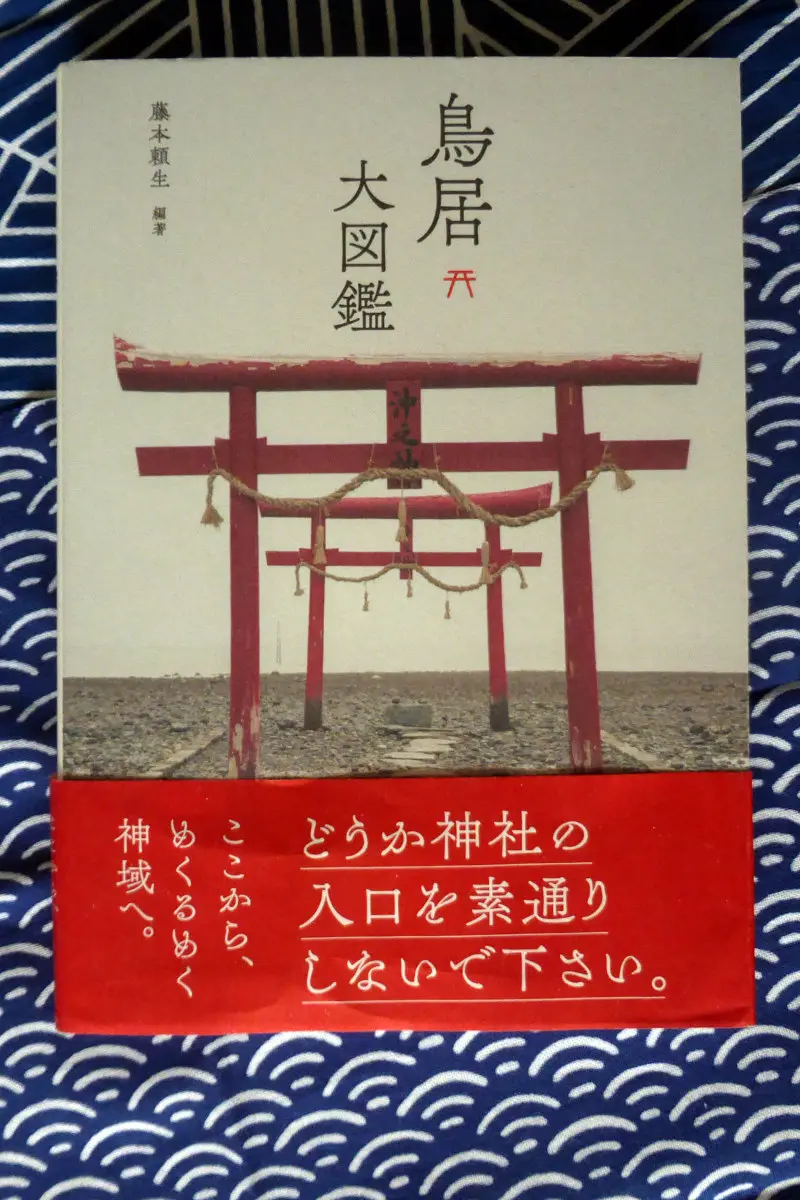 鳥居
大図鑑
藤本頼生 編著
沖之神
どうか神社の
入口を素通り
しないで下さい。
ここから、
めくるめく
神域へ。